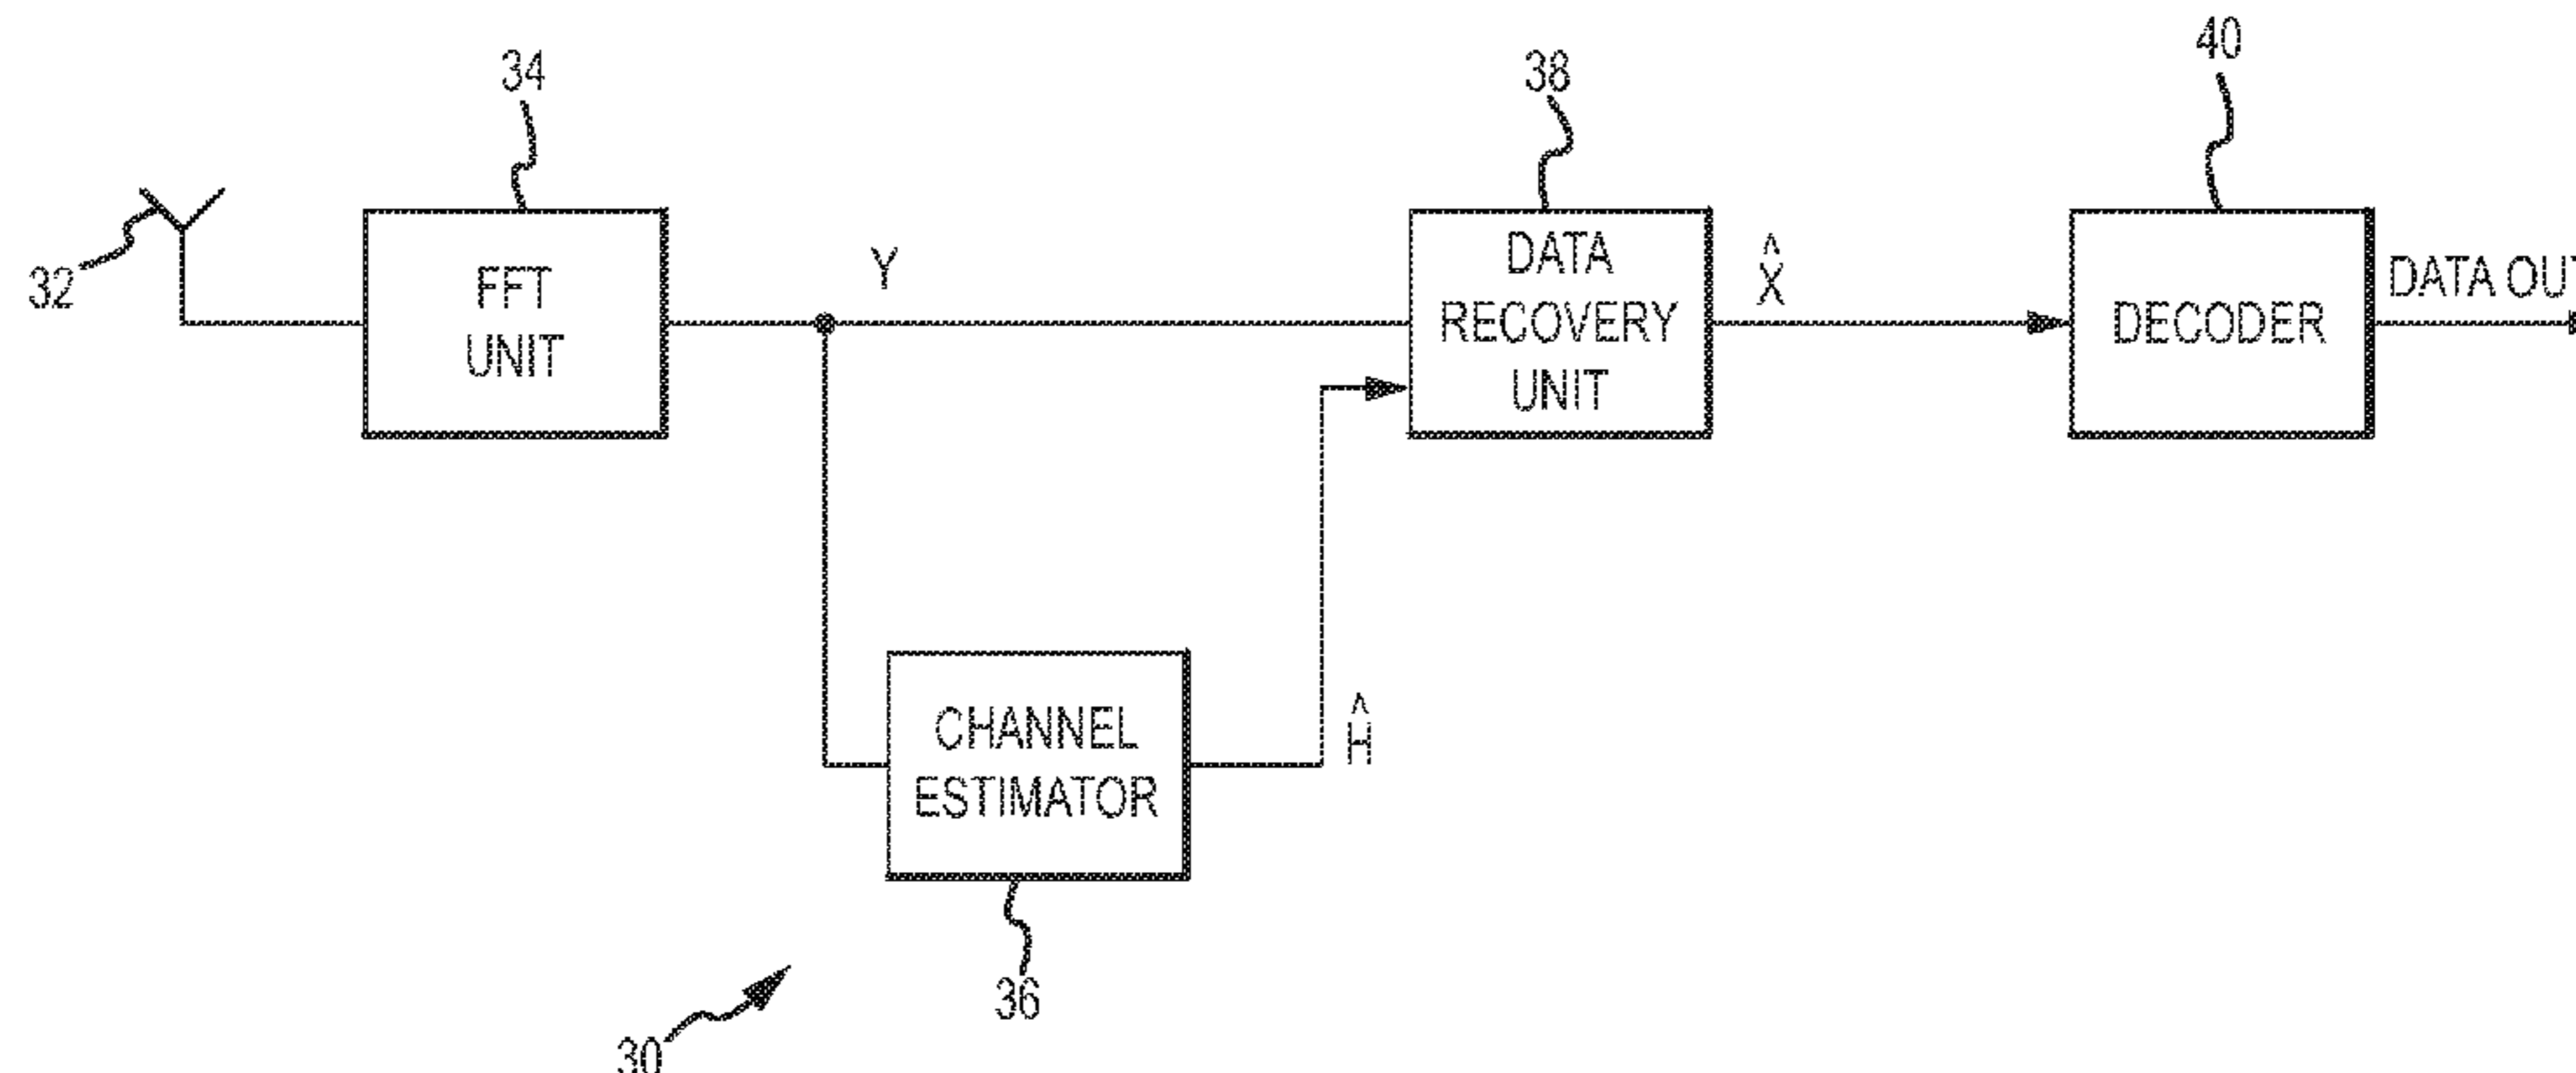 34
38
40
32
FFT
UNIT
Y
DATA
RECOVERY
UNIT
X̂
DECODER
DATA OUT
CHANNEL
ESTIMATOR
Ĥ
36
30